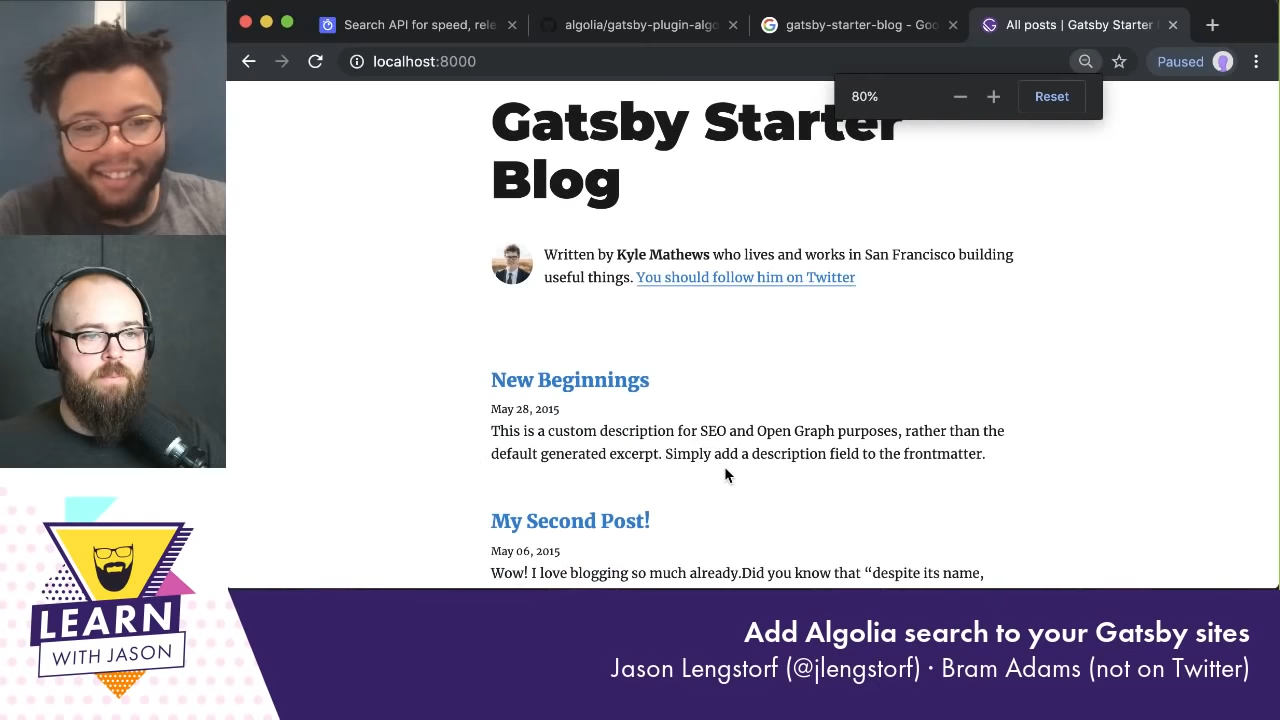 Search API for speed, rele
algolia/gatsby-plugin-algo
gatsby-starter-blog - Goo
All posts | Gatsby Starter
localhost:8000
Paused
80%
Reset
Gatsby Starter
Blog
Written by Kyle Mathews who lives and works in San Francisco building
useful things. You should follow him on Twitter
New Beginnings
May 28, 2015
This is a custom description for SEO and Open Graph purposes, rather than the
default generated excerpt. Simply add a description field to the frontmatter.
My Second Post!
May 06, 2015
Wow! I love blogging so much already.Did you know that “despite its name,
LEARN
WITH JASON
Add Algolia search to your Gatsby sites
Jason Lengstorf (@jlengstorf) · Bram Adams (not on Twitter)